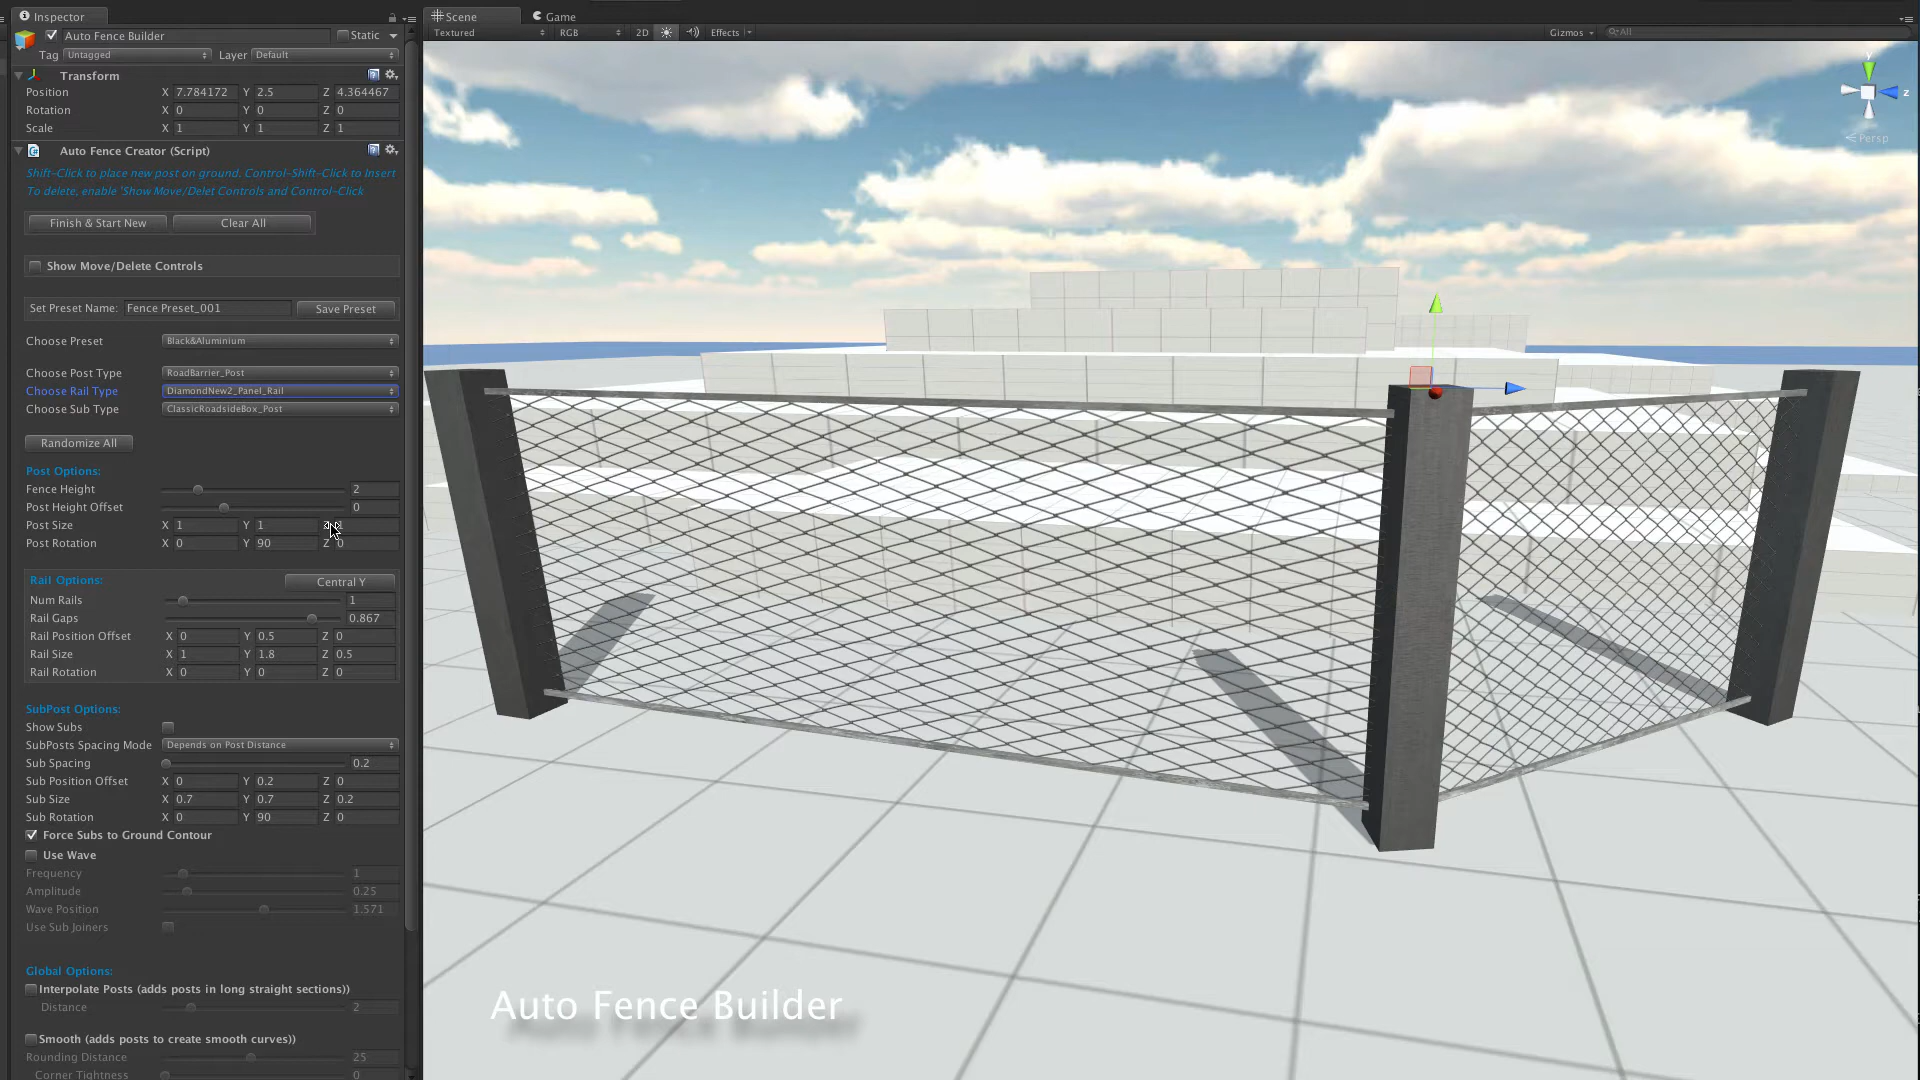 Inspector
Auto Fence Builder Static
Tag Untagged Layer Default
Transform
Position X 7.784172 Y 2.5 Z 4.364467
Rotation X 0 Y 0 Z 0
Scale X 1 Y 1 Z 1
Auto Fence Creator (Script)
Shift-Click to place new post on ground. Control-Shift-Click to Insert
To delete, enable 'Show Move/Delet Controls and Control-Click
Finish & Start New Clear All
Show Move/Delete Controls
Set Preset Name: Fence Preset_001 Save Preset
Choose Preset Black&Aluminium
Choose Post Type RoadBarrier_Post
Choose Rail Type DiamondNew2_Panel_Rail
Choose Sub Type ClassicRoadsideBox_Post
Randomize All
Post Options:
Fence Height 2
Post Height Offset 0
Post Size X 1 Y 1
Post Rotation X 0 Y 90 Z 0
Rail Options: Central Y
Num Rails 1
Rail Gaps 0.867
Rail Position Offset X 0 Y 0.5 Z 0
Rail Size X 1 Y 1.8 Z 0.5
Rail Rotation X 0 Y 0 Z 0
SubPost Options:
Show Subs
SubPosts Spacing Mode Depends on Post Distance
Sub Spacing 0.2
Sub Position Offset X 0 Y 0.2 Z 0
Sub Size X 0.7 Y 0.7 Z 0.2
Sub Rotation X 0 Y 90 Z 0
Force Subs to Ground Contour
Use Wave
Frequency 1
Amplitude 0.25
Wave Position 1.571
Use Sub Joiners
Global Options:
Interpolate Posts (adds posts in long straight sections))
Distance 2
Smooth (adds posts to create smooth curves))
Rounding Distance 25
Corner Tightness 0
Scene Game
Textured RGB 2D Effects Gizmos All
y
z
Persp
Auto Fence Builder